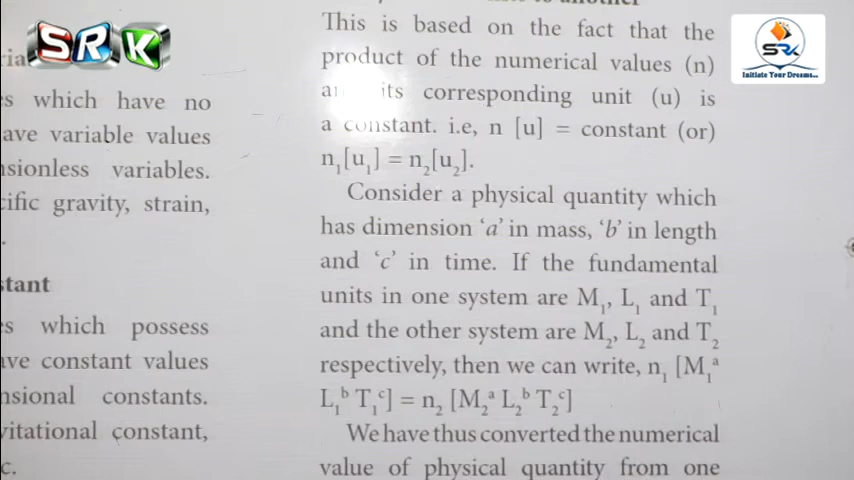 SRK
ria
es which have no
ave variable values
nsionless variables.
cific gravity, strain,
.
stant
es which possess
ave constant values
nsional constants.
vitational constant,
c.
to another
This is based on the fact that the
product of the numerical values (n)
its corresponding unit (u) is
a constant. i.e, n [u] = constant (or)
n₁[u₁] = n₂[u₂].
Consider a physical quantity which
has dimension ‘a’ in mass, ‘b’ in length
and ‘c’ in time. If the fundamental
units in one system are M₁, L₁ and T₁
and the other system are M₂, L₂ and T₂
respectively, then we can write, n₁ [M₁ᵃ
L₁ᵇ T₁ᶜ] = n₂ [M₂ᵃ L₂ᵇ T₂ᶜ]
We have thus converted the numerical
value of physical quantity from one
SRK
Initiate Your Dreams...